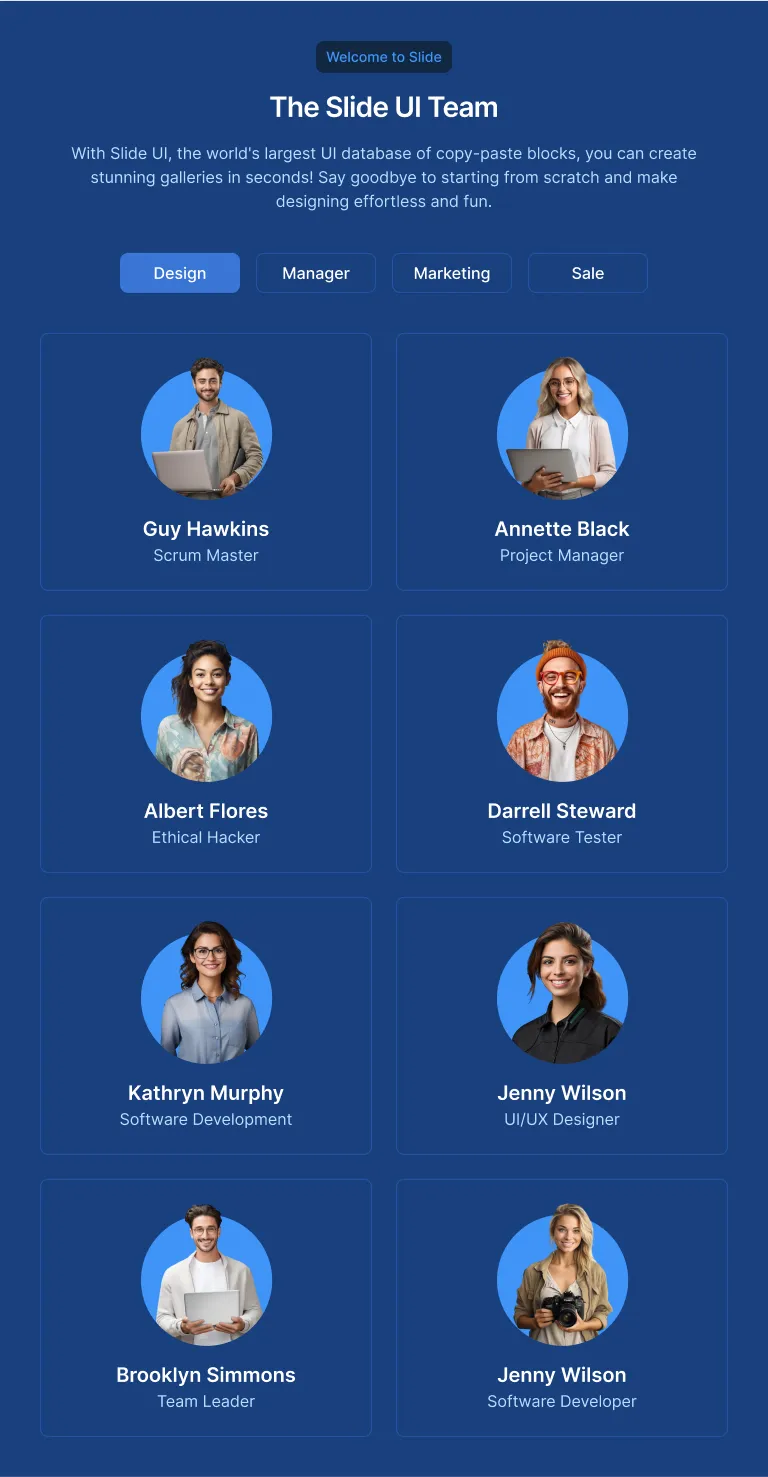 Welcome to Slide
The Slide UI Team
With Slide UI, the world's largest UI database of copy-paste blocks, you can create
stunning galleries in seconds! Say goodbye to starting from scratch and make
designing effortless and fun.
Design
Manager
Marketing
Sale
Guy Hawkins
Scrum Master
Annette Black
Project Manager
Albert Flores
Ethical Hacker
Darrell Steward
Software Tester
Kathryn Murphy
Software Development
Jenny Wilson
UI/UX Designer
Brooklyn Simmons
Team Leader
Jenny Wilson
Software Developer